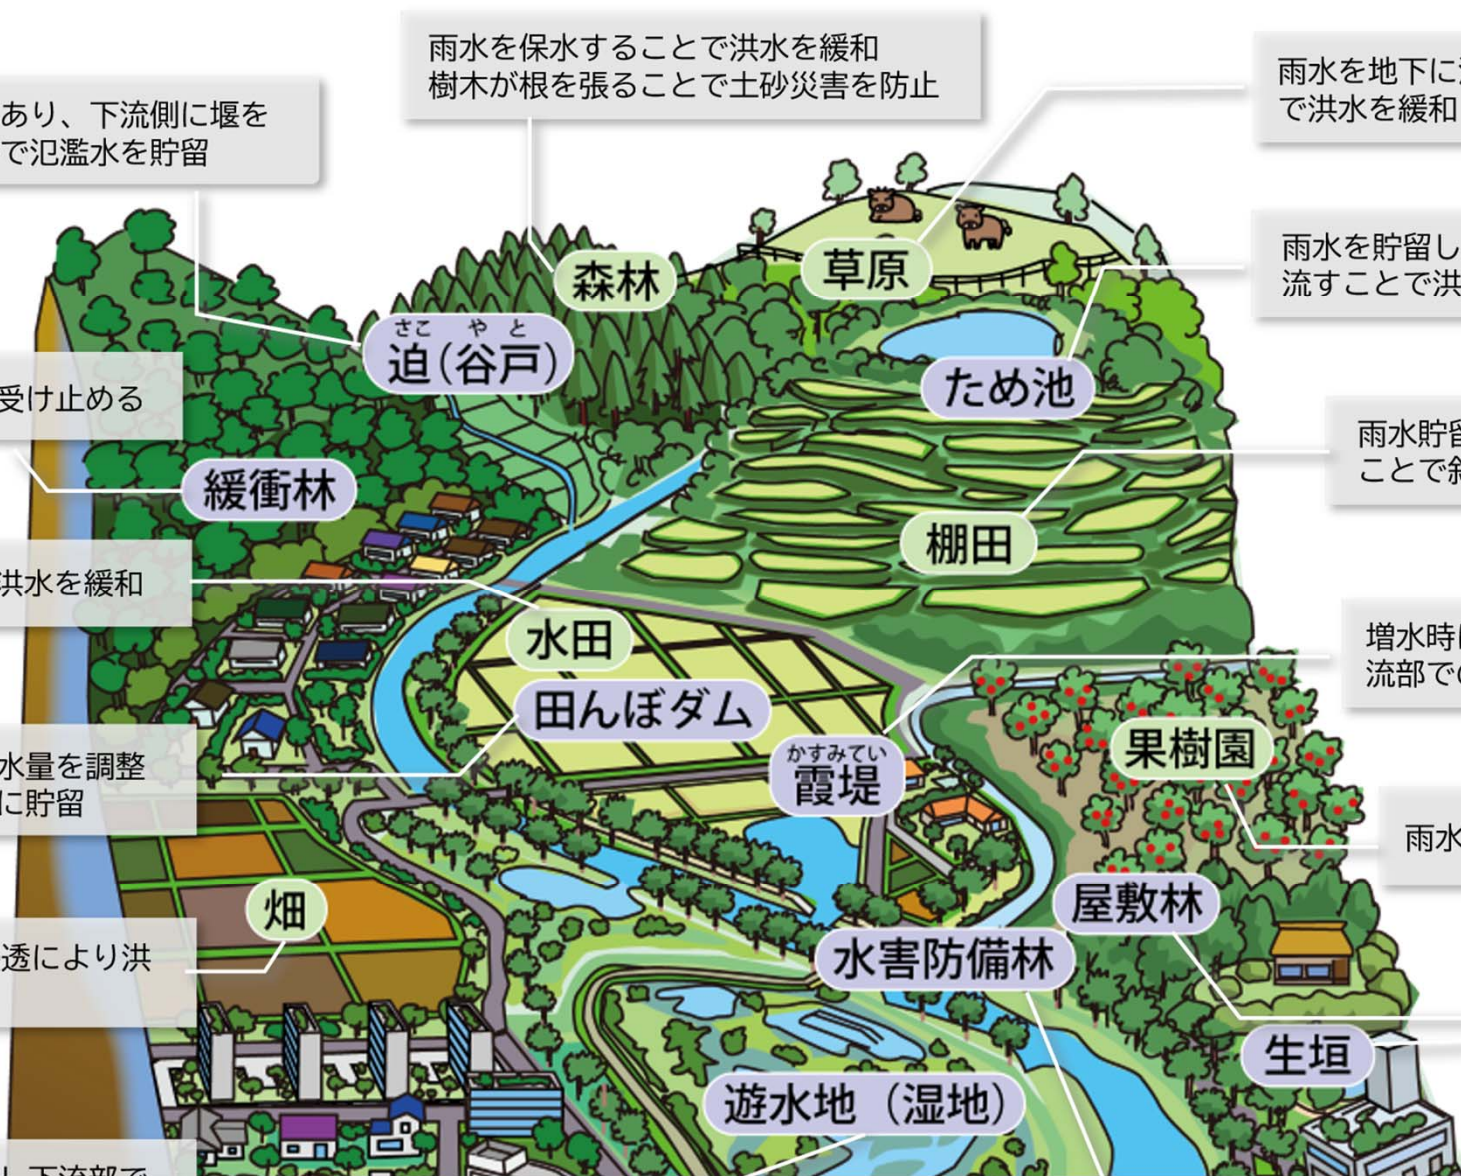 雨水を保水することで洪水を緩和
樹木が根を張ることで土砂災害を防止
雨水を地下に
で洪水を緩和
あり、下流側に堰を
で氾濫水を貯留
雨水を貯留し
流すことで洪
森林
草原
さこ やと
迫(谷戸)
ため池
受け止める
雨水貯留
ことで
緩衝林
棚田
洪水を緩和
水田
増水時に
流部での
田んぼダム
かすみてい
霞堤
果樹園
水量を調整
に貯留
雨水
畑
屋敷林
透により洪
水害防備林
生垣
遊水地（湿地）
し下流部で